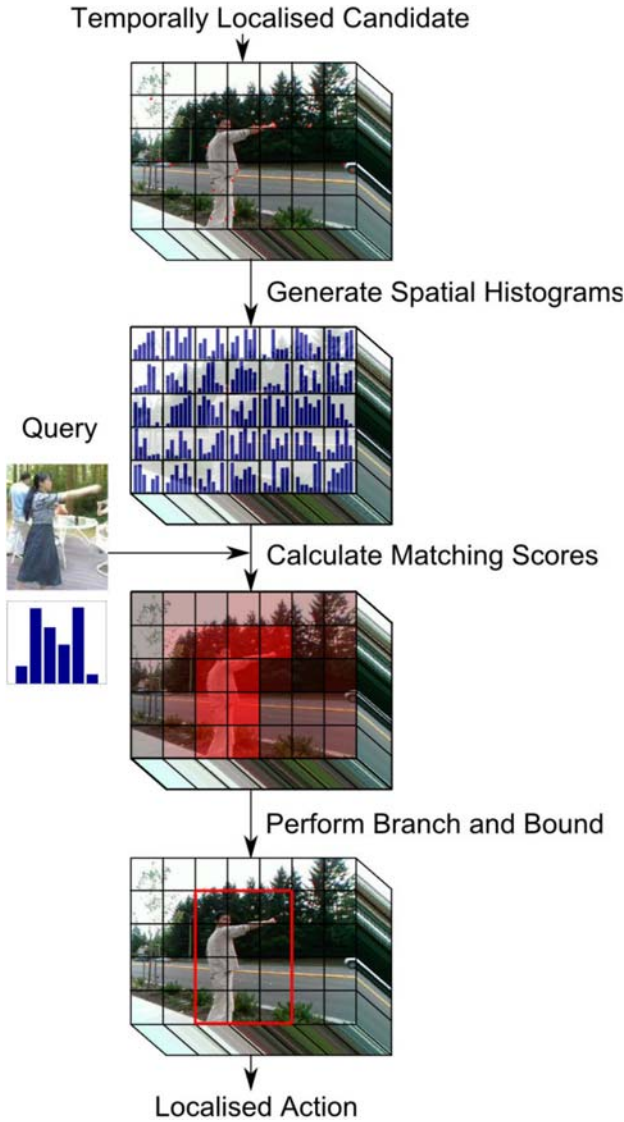 Temporally Localised Candidate
Generate Spatial Histograms
Query
Calculate Matching Scores
Perform Branch and Bound
Localised Action